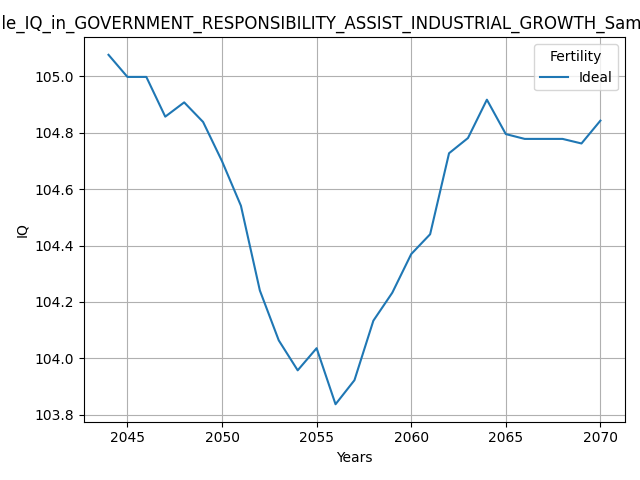 le_IQ_in_GOVERNMENT_RESPONSIBILITY_ASSIST_INDUSTRIAL_GROWTH_Sam
Fertility
Ideal
105.0
104.8
104.6
104.4
104.2
104.0
103.8
IQ
2045 2050 2055 2060 2065 2070
Years